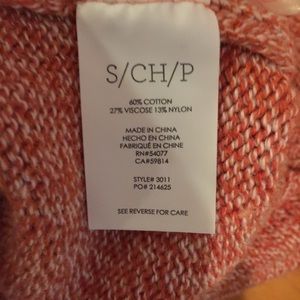 S/CH/P
60% COTTON
27% VISCOSE 13% NYLON
MADE IN CHINA
HECHO EN CHINA
FABRIQUÉ EN CHINE
RN#54077
CA#59814
STYLE# 3011
PO# 214625
SEE REVERSE FOR CARE